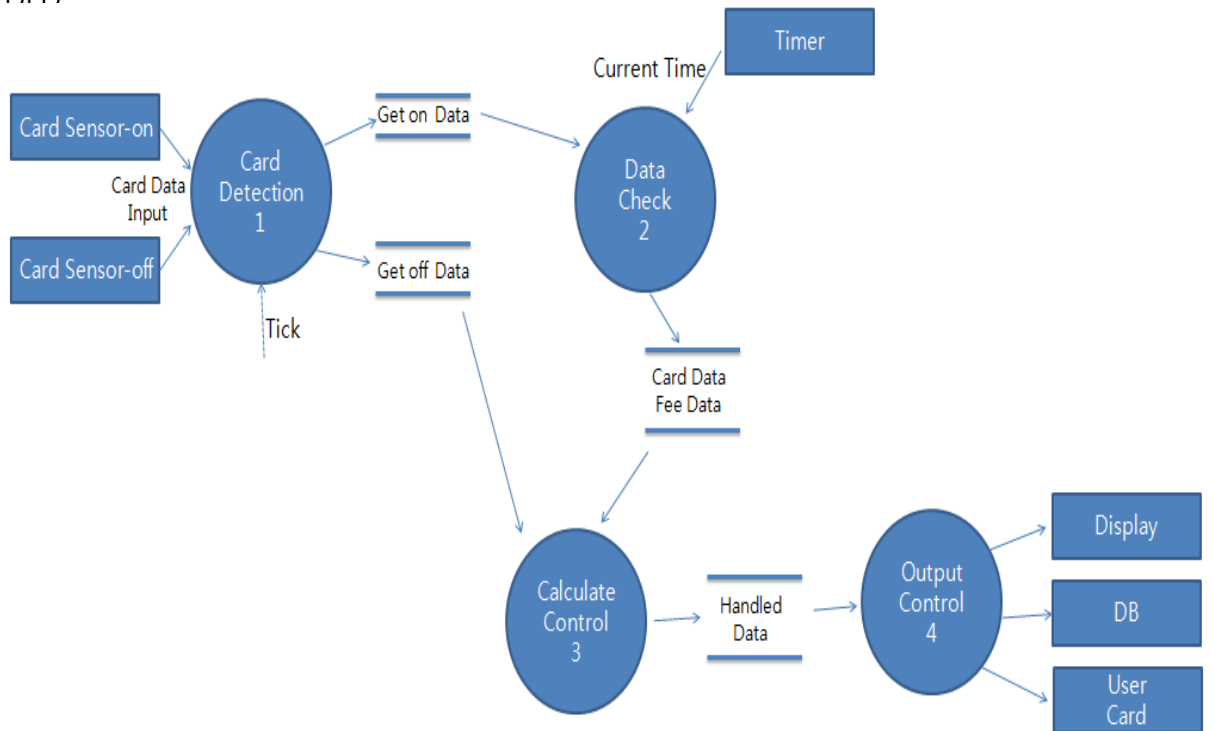 Timer
Current Time
Card Sensor-on
Get on Data
Card
Detection
1
Data
Check
2
Card Data
Input
Card Sensor-off
Get off Data
Tick
Card Data
Fee Data
Display
Calculate
Control
3
Handled
Data
Output
Control
4
DB
User
Card